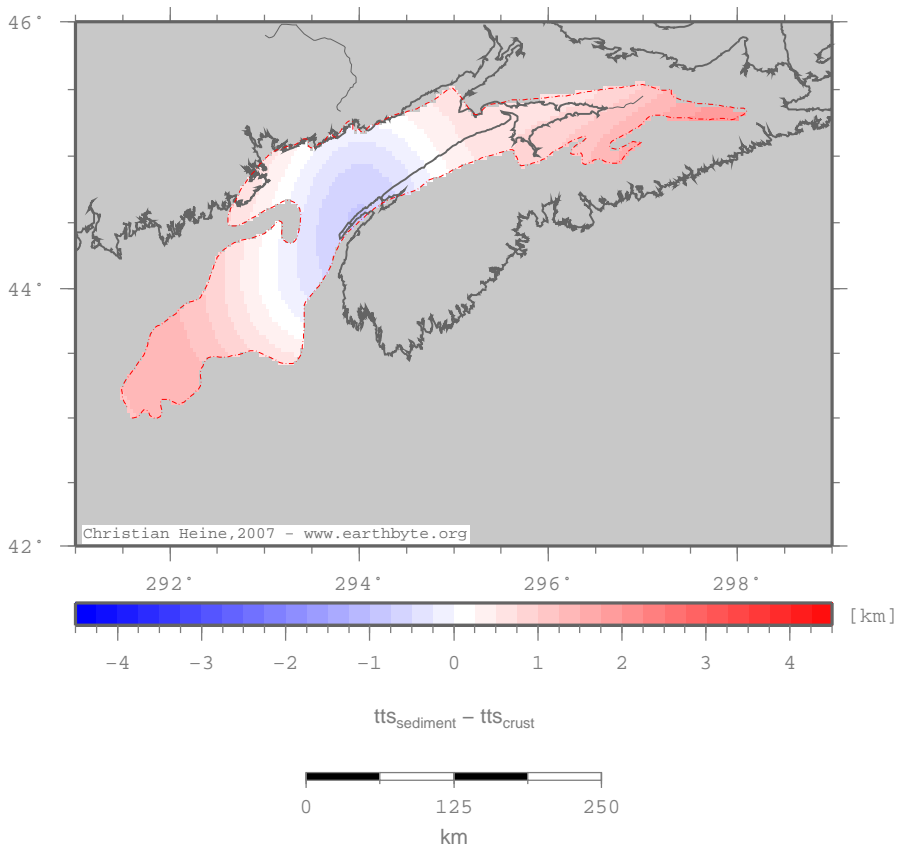 46°
44°
42°
Christian Heine,2007 - www.earthbyte.org
292° 294° 296° 298°
[km]
−4 −3 −2 −1 0 1 2 3 4
ttssediment − ttscrust
0 125 250
km